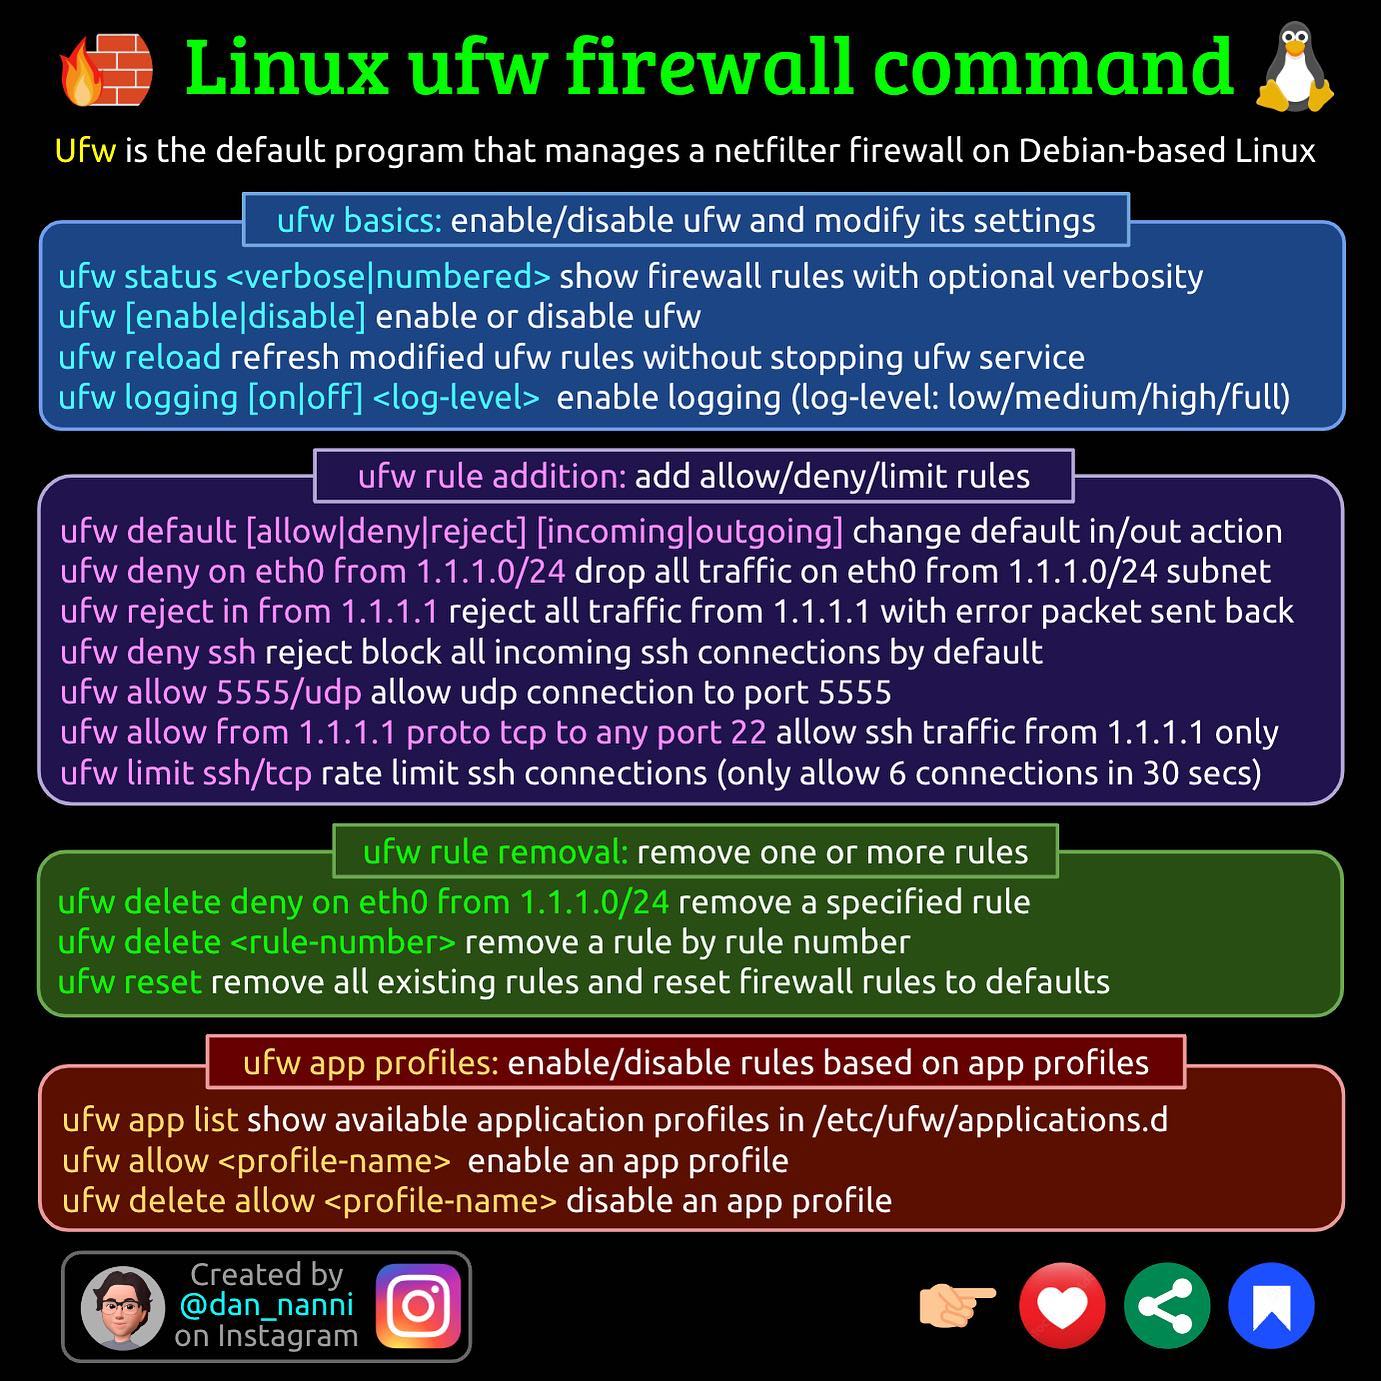 Linux ufw firewall command
Ufw is the default program that manages a netfilter firewall on Debian-based Linux
ufw basics: enable/disable ufw and modify its settings
ufw status <verbose|numbered> show firewall rules with optional verbosity
ufw [enable|disable] enable or disable ufw
ufw reload refresh modified ufw rules without stopping ufw service
ufw logging [on|off] <log-level> enable logging (log-level: low/medium/high/full)
ufw rule addition: add allow/deny/limit rules
ufw default [allow|deny|reject] [incoming|outgoing] change default in/out action
ufw deny on eth0 from 1.1.1.0/24 drop all traffic on eth0 from 1.1.1.0/24 subnet
ufw reject in from 1.1.1.1 reject all traffic from 1.1.1.1 with error packet sent back
ufw deny ssh reject block all incoming ssh connections by default
ufw allow 5555/udp allow udp connection to port 5555
ufw allow from 1.1.1.1 proto tcp to any port 22 allow ssh traffic from 1.1.1.1 only
ufw limit ssh/tcp rate limit ssh connections (only allow 6 connections in 30 secs)
ufw rule removal: remove one or more rules
ufw delete deny on eth0 from 1.1.1.0/24 remove a specified rule
ufw delete <rule-number> remove a rule by rule number
ufw reset remove all existing rules and reset firewall rules to defaults
ufw app profiles: enable/disable rules based on app profiles
ufw app list show available application profiles in /etc/ufw/applications.d
ufw allow <profile-name> enable an app profile
ufw delete allow <profile-name> disable an app profile
Created by
@dan_nanni
on Instagram